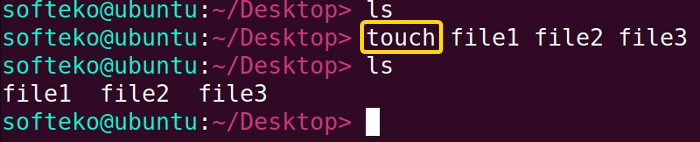 softeko@ubuntu:~/Desktop> ls
softeko@ubuntu:~/Desktop> touch file1 file2 file3
softeko@ubuntu:~/Desktop> ls
file1  file2  file3
softeko@ubuntu:~/Desktop>